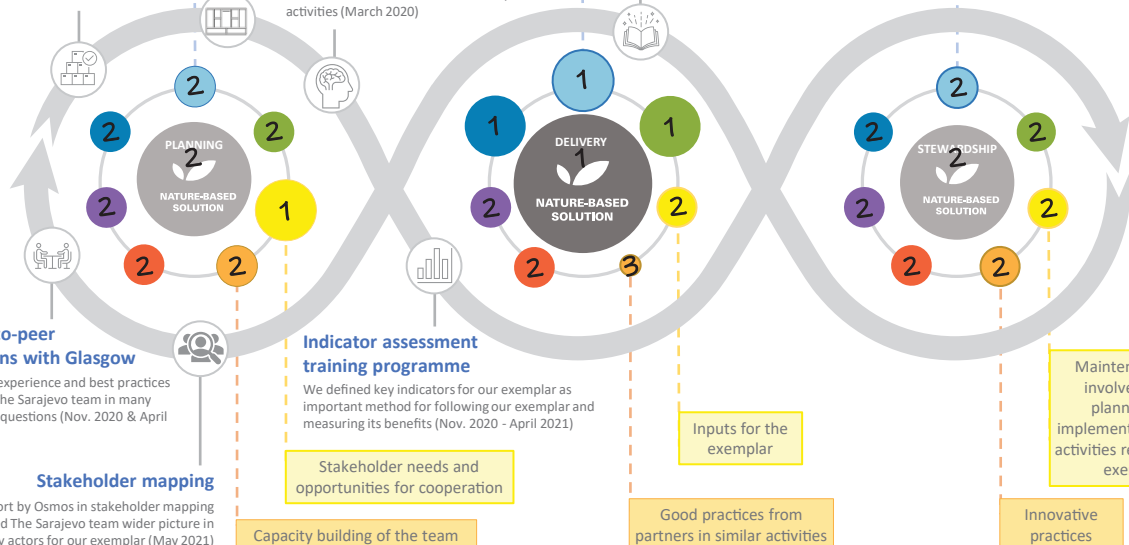 activities (March 2020)
2
2
2
PLANNING
2
NATURE-BASED
SOLUTION
2
1
2
2
1
1
1
DELIVERY
1
NATURE-BASED
SOLUTION
2
2
2
3
2
2
2
STEWARDSHIP
2
NATURE-BASED
SOLUTION
2
2
2
2
o-peer
ns with Glasgow
experience and best practices
he Sarajevo team in many
questions (Nov. 2020 & April
Stakeholder mapping
ort by Osmos in stakeholder mapping
d The Sarajevo team wider picture in
y actors for our exemplar (May 2021)
Indicator assessment
training programme
We defined key indicators for our exemplar as
important method for following our exemplar and
measuring its benefits (Nov. 2020 - April 2021)
Stakeholder needs and
opportunities for cooperation
Capacity building of the team
Inputs for the
exemplar
Good practices from
partners in similar activities
Mainten
involve
plann
implement
activities re
exe
Innovative
practices